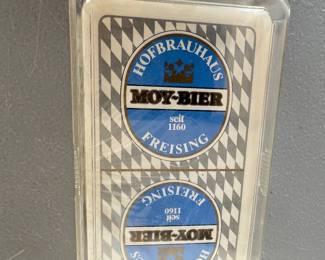 HOFBRAUHAUS
MOY-BIER
seit
1160
FREISING
FREISING
1160
seit
MOY-BIER